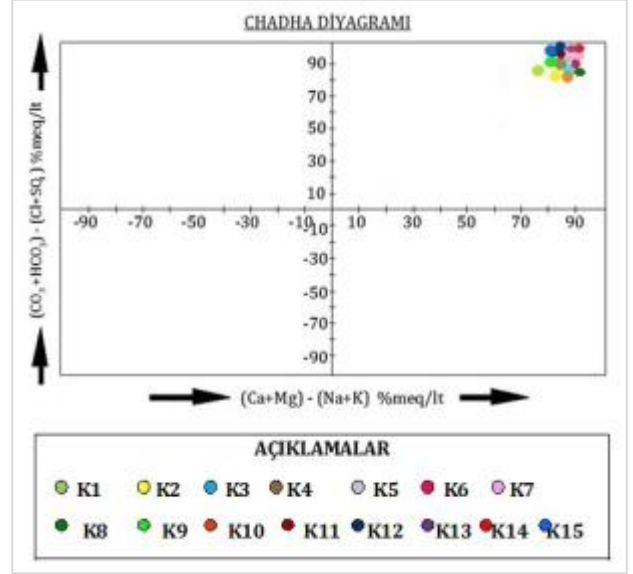 CHADHA DİYAGRAMI
(CO₃+HCO₃) - (Cl+SO₄) %meq/lt
90
70
50
30
10
-90 -70 -50 -30 -10 10 30 50 70 90
-10
-30
-50
-70
-90
(Ca+Mg) - (Na+K) %meq/lt
AÇIKLAMALAR
K1 K2 K3 K4 K5 K6 K7
K8 K9 K10 K11 K12 K13 K14 K15